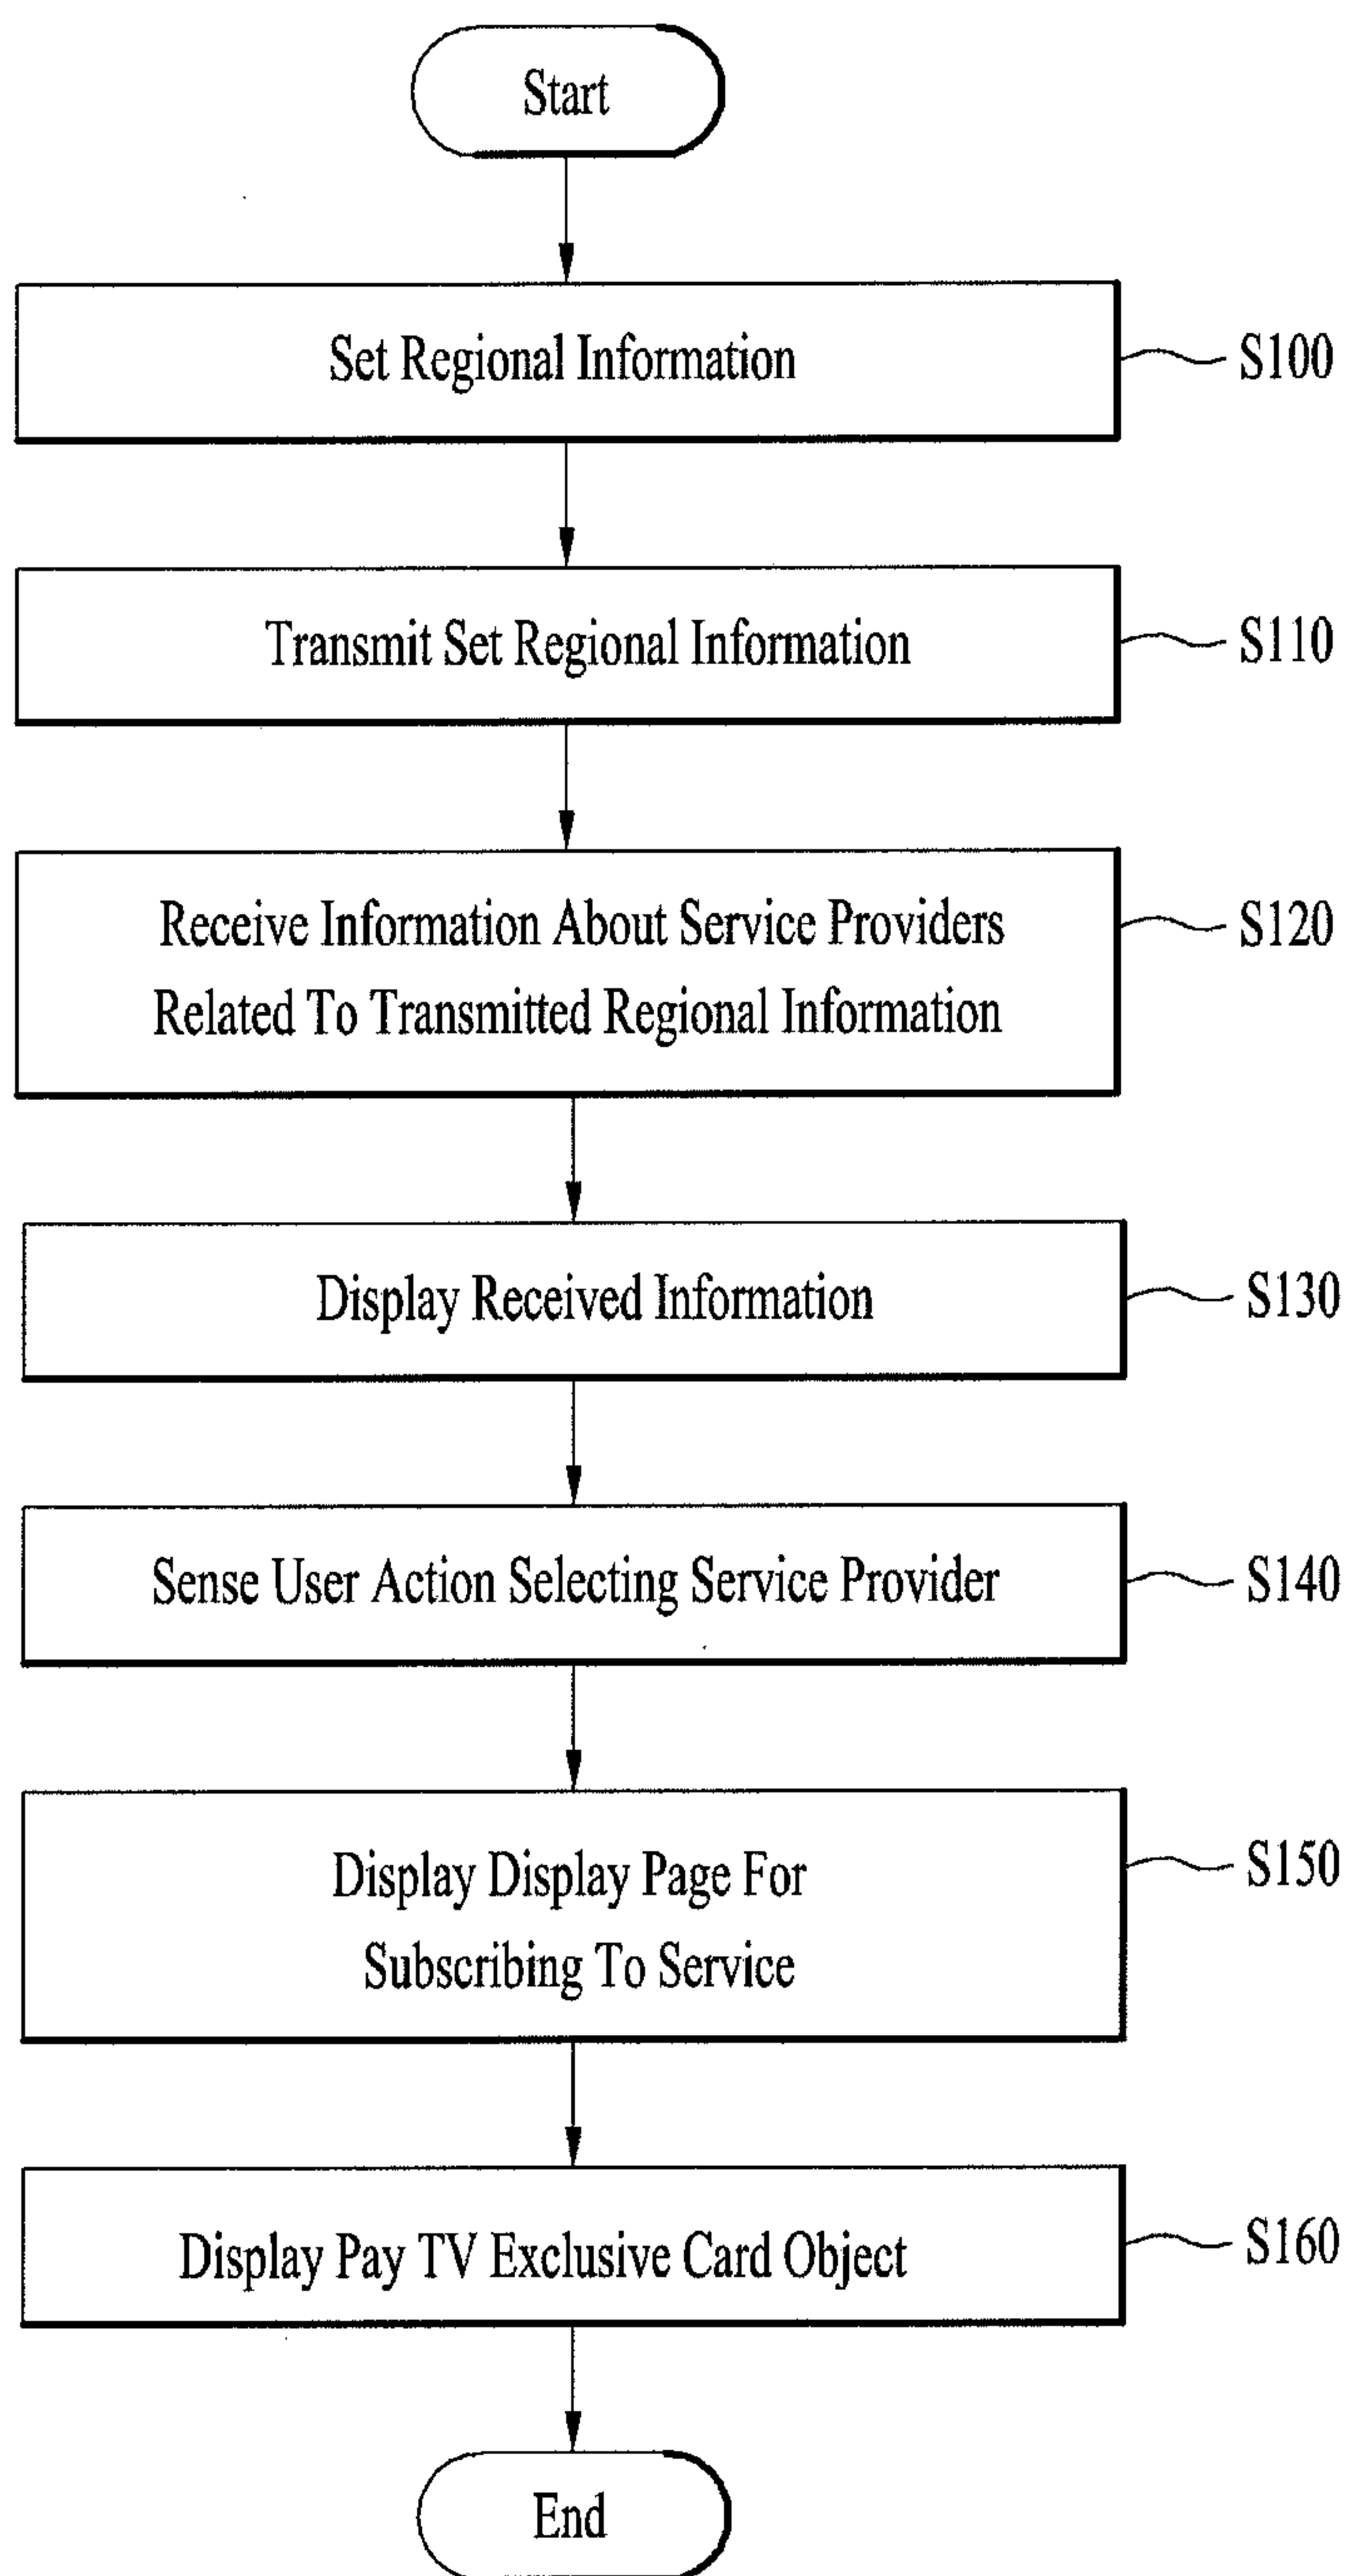 Start
Set Regional Information
S100
Transmit Set Regional Information
S110
Receive Information About Service Providers
Related To Transmitted Regional Information
S120
Display Received Information
S130
Sense User Action Selecting Service Provider
S140
Display Display Page For
Subscribing To Service
S150
Display Pay TV Exclusive Card Object
S160
End